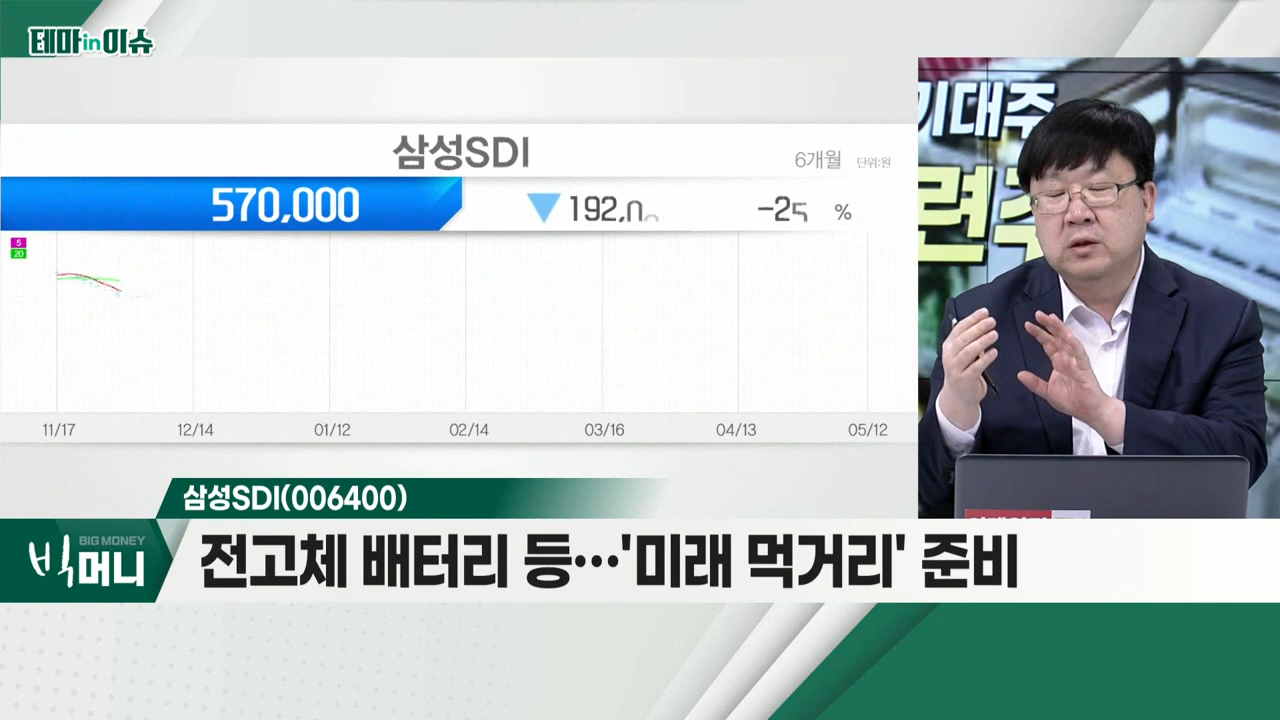 테마in이슈
기대주
련주
삼성SDI
6개월 단위:원
570,000 ▼192,0 -25 %
5
20
11/17 12/14 01/12 02/14 03/16 04/13 05/12
삼성SDI(006400)
BIG MONEY
빅머니
전고체 배터리 등…'미래 먹거리' 준비